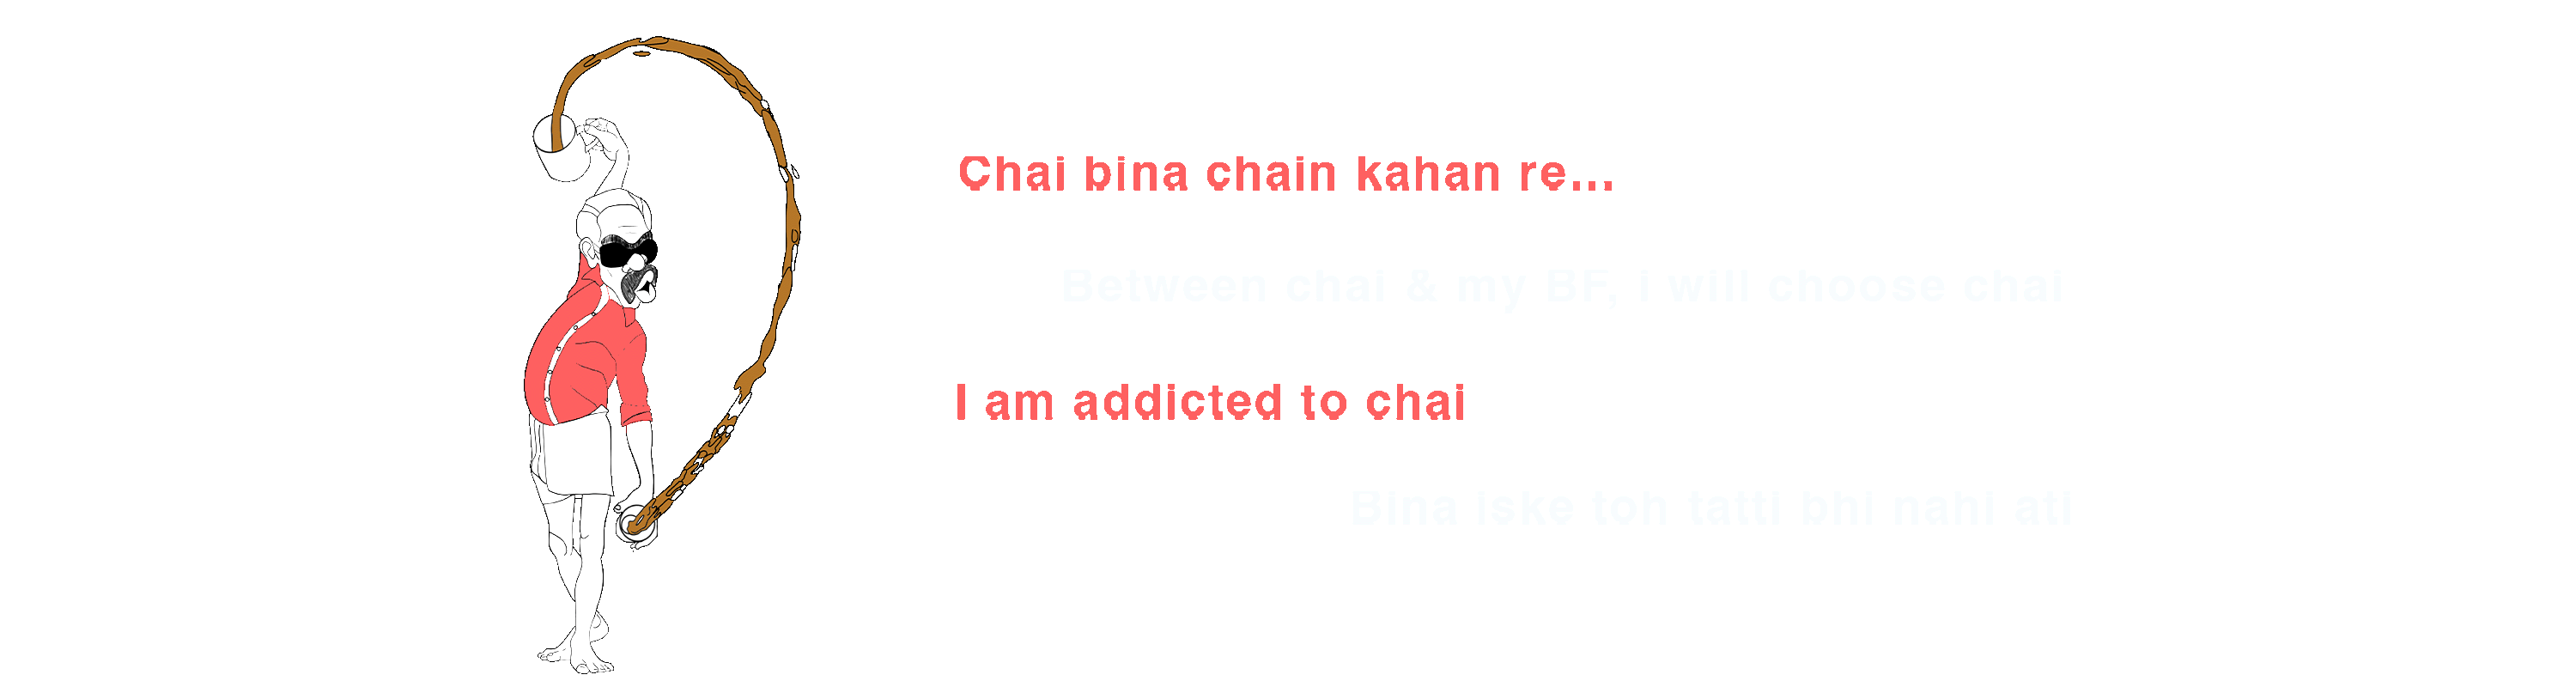 Chai bina chain kahan re...
Between chai & my BF, i will choose chai
I am addicted to chai
Bina iske toh tatti bhi nahi ati